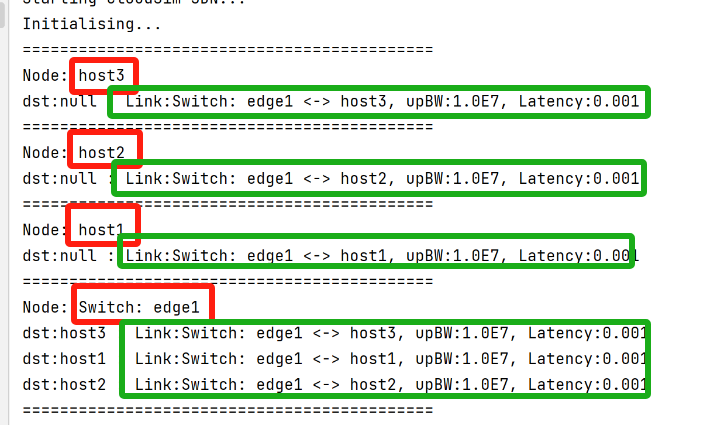 Starting CloudSim SDN...
Initialising...
============================================
Node: host3
dst:null : Link:Switch: edge1 <-> host3, upBW:1.0E7, Latency:0.001
============================================
Node: host2
dst:null : Link:Switch: edge1 <-> host2, upBW:1.0E7, Latency:0.001
============================================
Node: host1
dst:null : Link:Switch: edge1 <-> host1, upBW:1.0E7, Latency:0.001
============================================
Node: Switch: edge1
dst:host3 Link:Switch: edge1 <-> host3, upBW:1.0E7, Latency:0.001
dst:host1 Link:Switch: edge1 <-> host1, upBW:1.0E7, Latency:0.001
dst:host2 Link:Switch: edge1 <-> host2, upBW:1.0E7, Latency:0.001
============================================